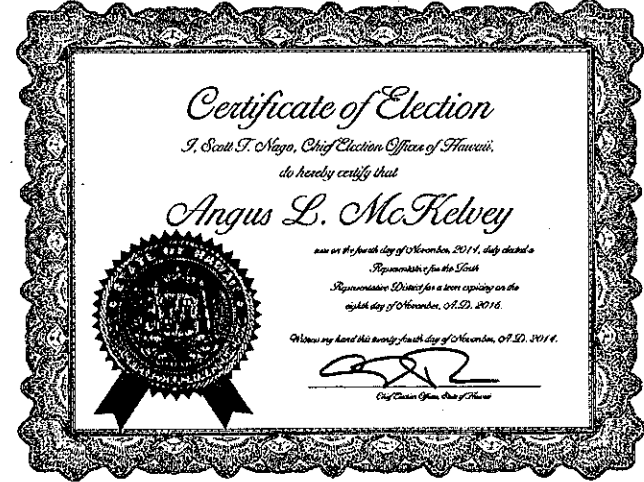 Certificate of Election
I, Scott T. Nago, Chief Election Officer of Hawaii,
do hereby certify that
Angus L. McKelvey
was on the fourth day of November, 2014, duly elected a
Representative for the Tenth
Representative District for a term expiring on the
eighth day of November, A.D. 2016.
Witness my hand this twenty-fourth day of November, A.D. 2014.
Chief Election Officer, State of Hawaii
STATE OF